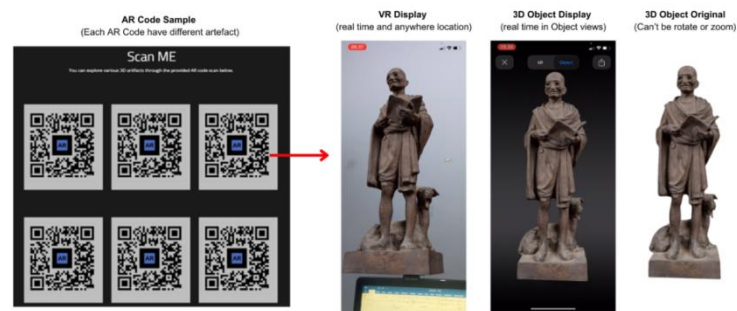 AR Code Sample
(Each AR Code have different artefact)
Scan ME
You can explore various 3D artifacts through the provided AR code scan below.
AR AR AR
AR AR AR
VR Display
(real time and anywhere location)
3D Object Display
(real time in Object views)
AR Object
3D Object Original
(Can't be rotate or zoom)